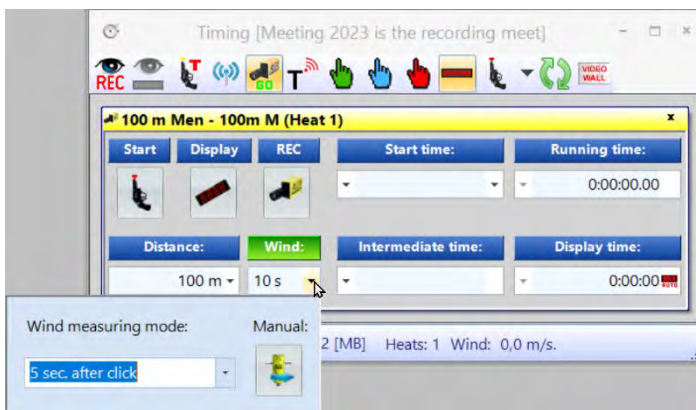 Timing [Meeting 2023 is the recording meet]
REC GO T VIDEO WALL
100 m Men - 100m M (Heat 1) x
Start Display REC Start time: Running time:
0:00:00.00
Distance: Wind: Intermediate time: Display time:
100 m 10 s 0:00:00 AUTO
Wind measuring mode: Manual:
2 [MB] Heats: 1 Wind: 0,0 m/s.
5 sec. after click